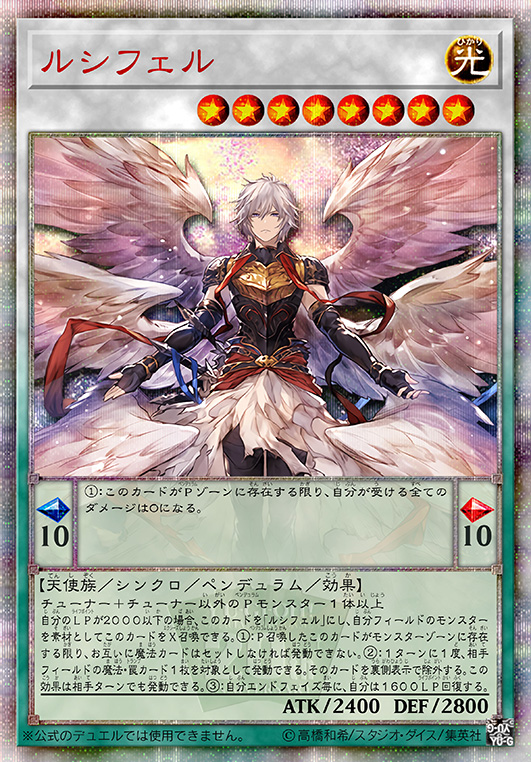 ルシフェル
光
①:このカードがPゾーンに存在する限り、自分が受ける全ての
ダメージは0になる。
10
10
【天使族／シンクロ／ペンデュラム／効果】
チューナー＋チューナー以外のPモンスター1体以上
自分のLPが2000以下の場合、このカードを「ルシフェル」にし、自分フィールドのモンスター
を素材としてこのカードをX召喚できる。①:P召喚したこのカードがモンスターゾーンに存在
する限り、お互いに魔法カードはセットしなければ発動できない。②:1ターンに1度、相手
フィールドの魔法・罠カード1枚を対象として発動できる。そのカードを裏側表示で除外する。この
効果は相手ターンでも発動できる。③:自分エンドフェイズ毎に、自分は1600LP回復する。
ATK/2400 DEF/2800
※公式のデュエルでは使用できません。
©高橋和希/スタジオ・ダイス/集英社